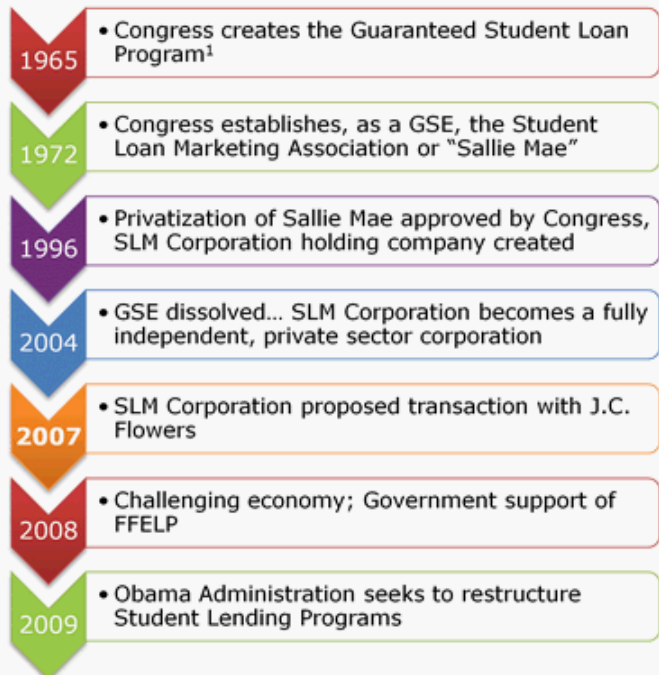 1965
• Congress creates the Guaranteed Student Loan
Program¹
1972
• Congress establishes, as a GSE, the Student
Loan Marketing Association or “Sallie Mae”
1996
• Privatization of Sallie Mae approved by Congress,
SLM Corporation holding company created
2004
• GSE dissolved... SLM Corporation becomes a fully
independent, private sector corporation
2007
• SLM Corporation proposed transaction with J.C.
Flowers
2008
• Challenging economy; Government support of
FFELP
2009
• Obama Administration seeks to restructure
Student Lending Programs